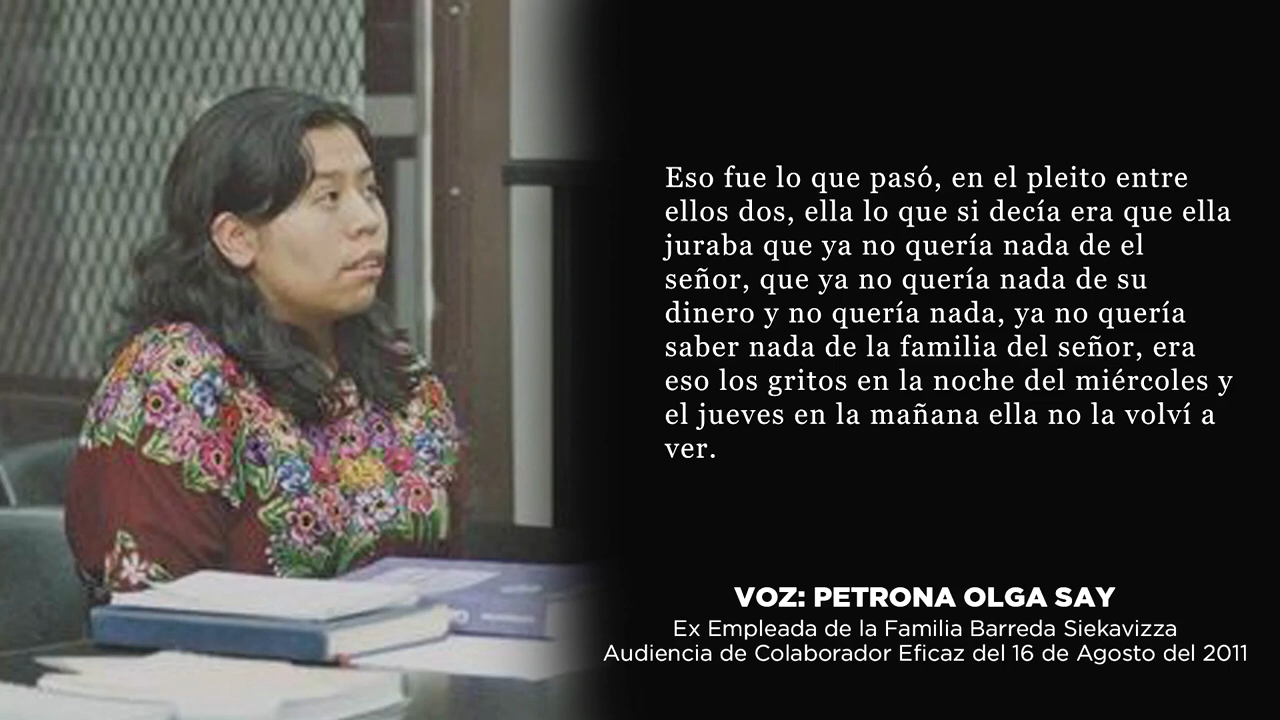 Eso fue lo que pasó, en el pleito entre
ellos dos, ella lo que si decía era que ella
juraba que ya no quería nada de el
señor, que ya no quería nada de su
dinero y no quería nada, ya no quería
saber nada de la familia del señor, era
eso los gritos en la noche del miércoles y
el jueves en la mañana ella no la volví a
ver.
VOZ: PETRONA OLGA SAY
Ex Empleada de la Familia Barreda Siekavizza
Audiencia de Colaborador Eficaz del 16 de Agosto del 2011